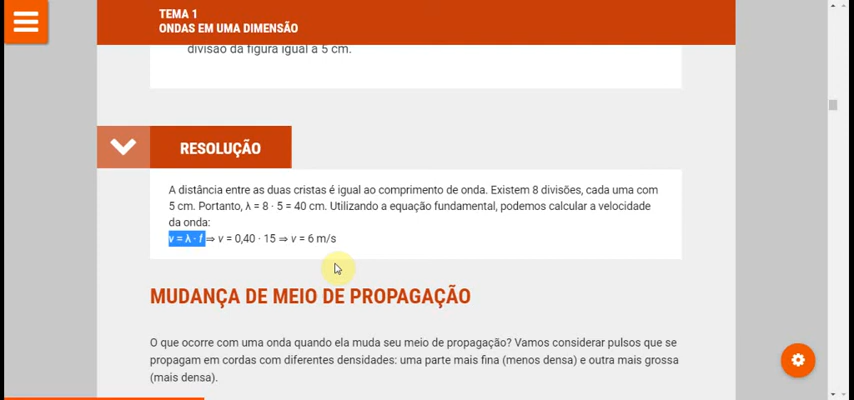 TEMA 1
ONDAS EM UMA DIMENSÃO
divisão da figura igual a 5 cm.
RESOLUÇÃO
A distância entre as duas cristas é igual ao comprimento de onda. Existem 8 divisões, cada uma com
5 cm. Portanto, λ = 8 · 5 = 40 cm. Utilizando a equação fundamental, podemos calcular a velocidade
da onda:
v = λ · f ⇒ v = 0,40 · 15 ⇒ v = 6 m/s
MUDANÇA DE MEIO DE PROPAGAÇÃO
O que ocorre com uma onda quando ela muda seu meio de propagação? Vamos considerar pulsos que se
propagam em cordas com diferentes densidades: uma parte mais fina (menos densa) e outra mais grossa
(mais densa).